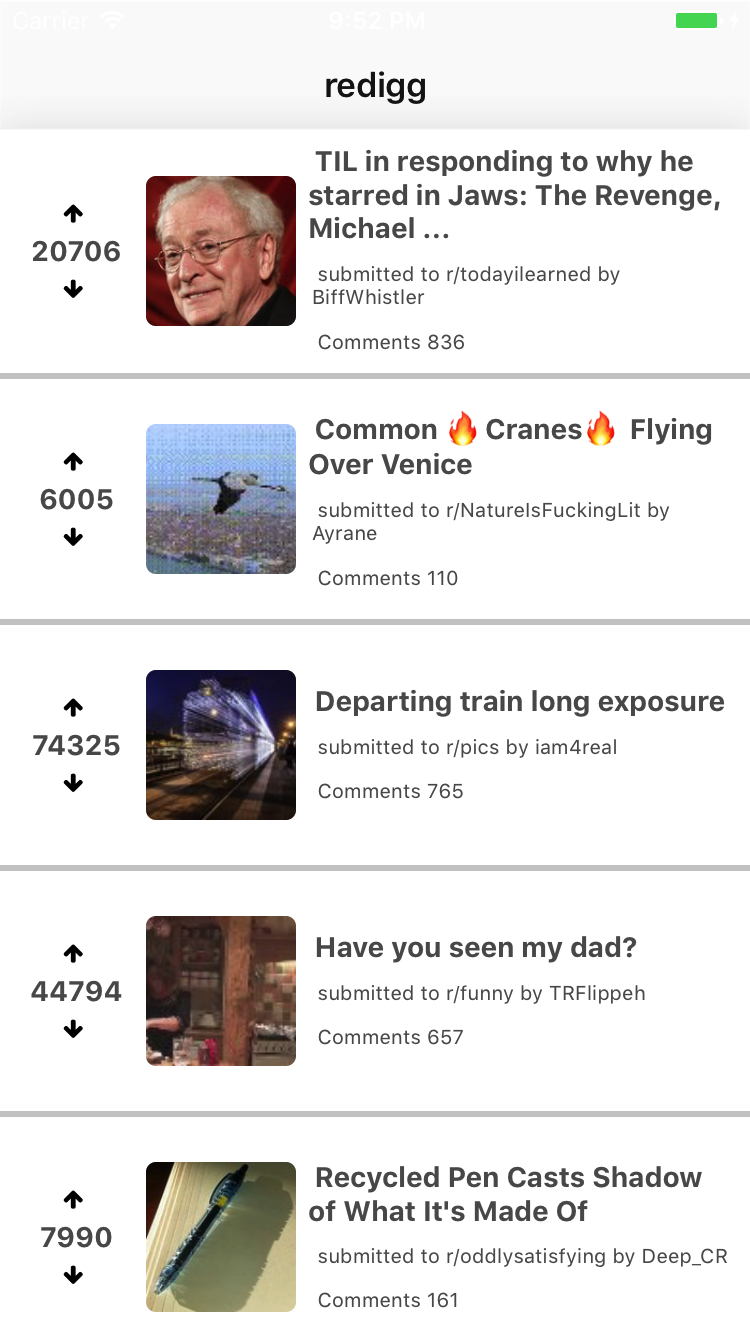 Carrier 9:52 PM
redigg
TIL in responding to why he
starred in Jaws: The Revenge,
Michael ...
20706
submitted to r/todayilearned by
BiffWhistler
Comments 836
Common 🔥 Cranes🔥 Flying
Over Venice
6005
submitted to r/NatureIsFuckingLit by
Ayrane
Comments 110
Departing train long exposure
74325
submitted to r/pics by iam4real
Comments 765
Have you seen my dad?
44794
submitted to r/funny by TRFlippeh
Comments 657
Recycled Pen Casts Shadow
of What It's Made Of
7990
submitted to r/oddlysatisfying by Deep_CR
Comments 161